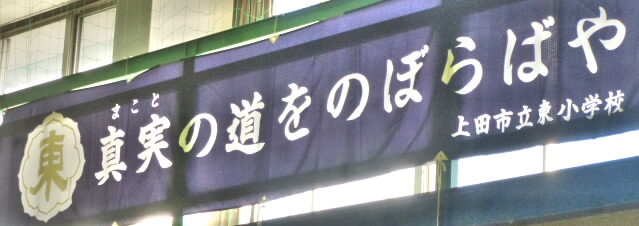 東
まこと
真実の道をのぼらばや
上田市立東小学校